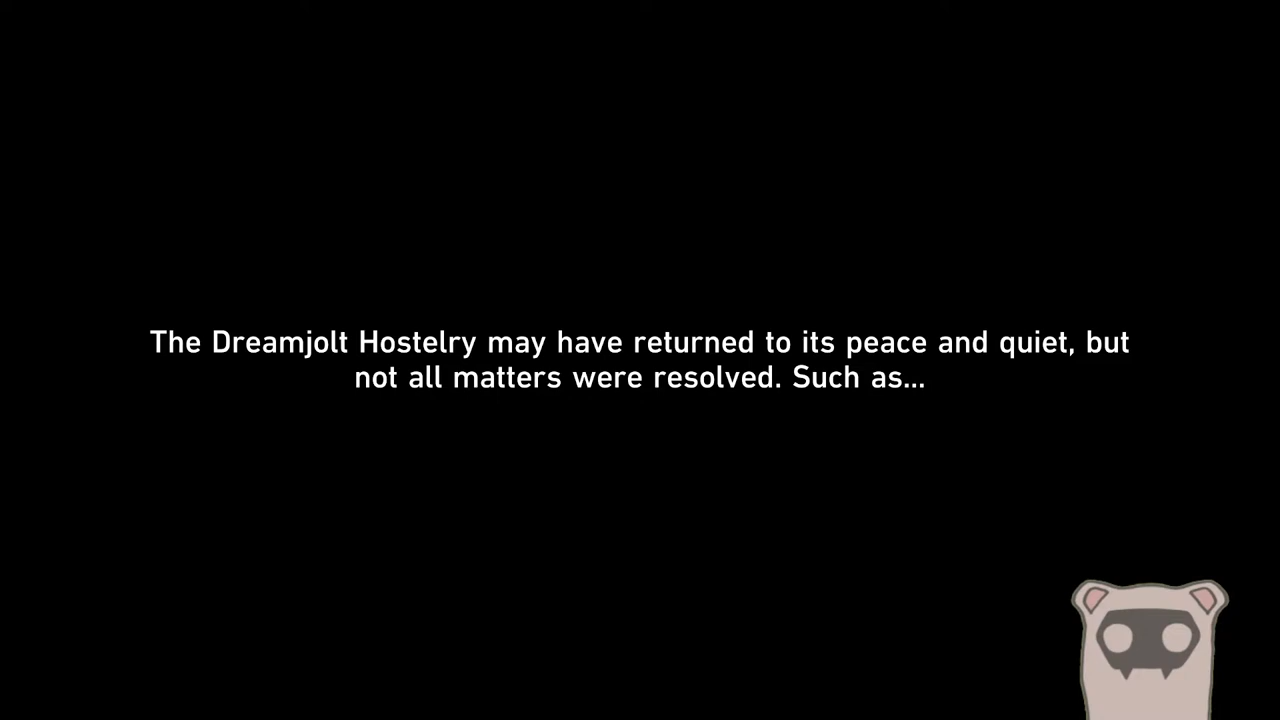 The Dreamjolt Hostelry may have returned to its peace and quiet, but
not all matters were resolved. Such as...